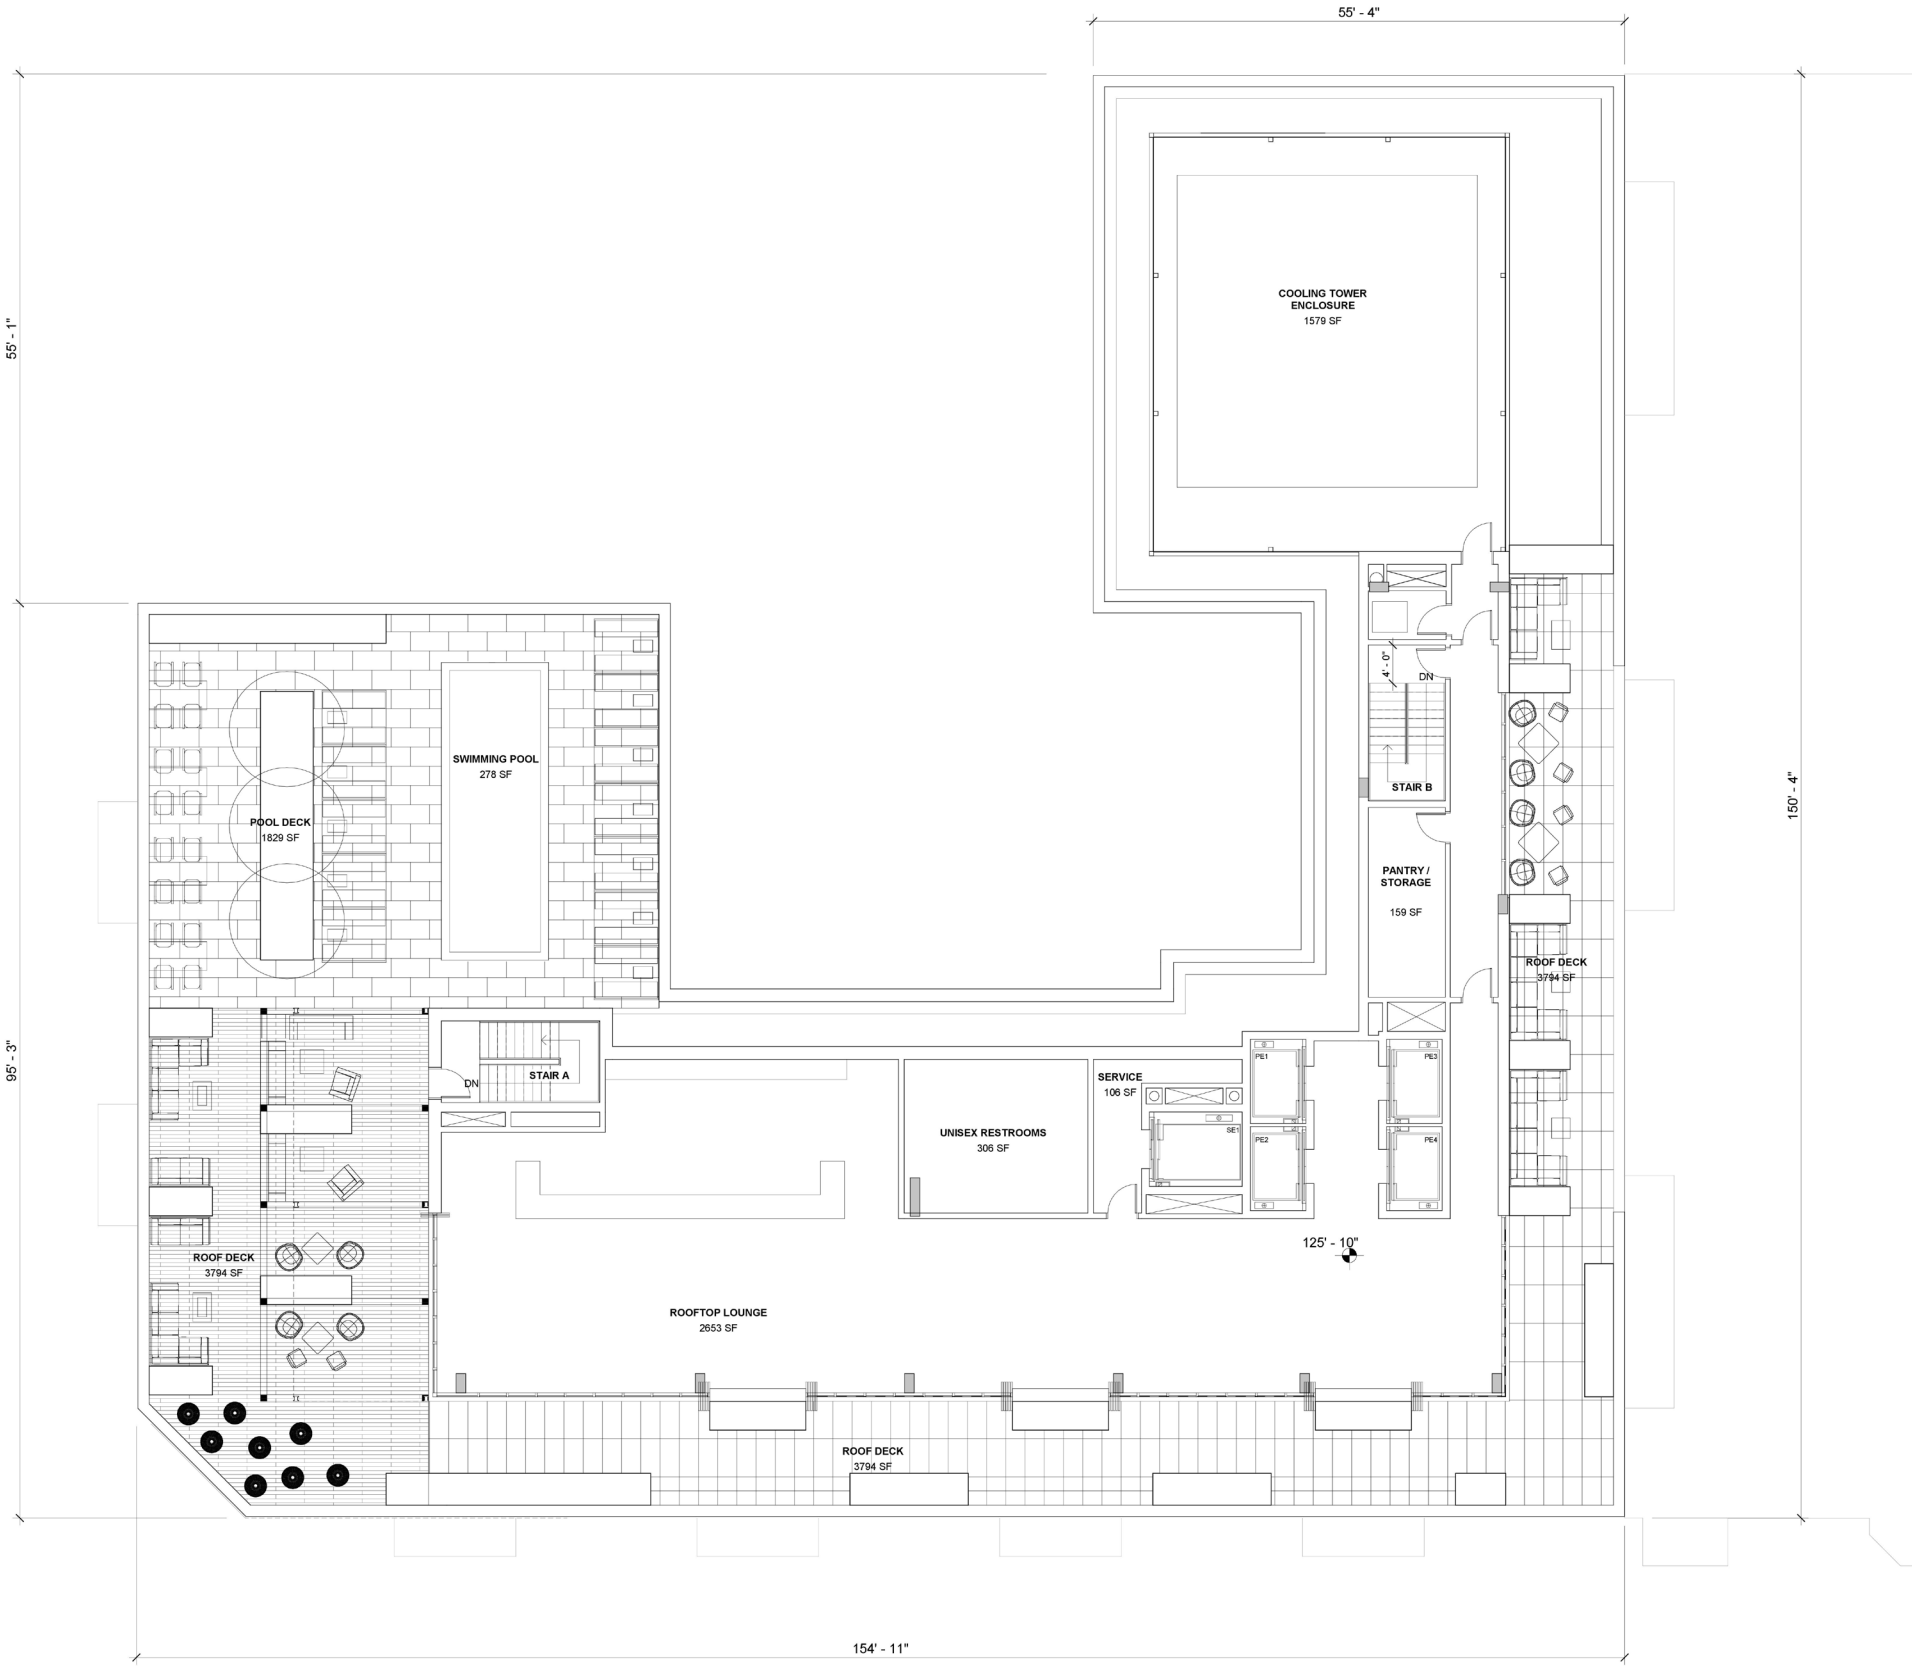 55' - 4"
55' - 1"
COOLING TOWER
ENCLOSURE
1579 SF
4' - 0"
DN
STAIR B
SWIMMING POOL
278 SF
POOL DECK
1829 SF
150' - 4"
PANTRY /
STORAGE
159 SF
ROOF DECK
3794 SF
95' - 3"
DN
STAIR A
SERVICE
106 SF
PE1
PE3
UNISEX RESTROOMS
306 SF
SE1
PE2
PE4
ROOF DECK
3794 SF
125' - 10"
ROOFTOP LOUNGE
2653 SF
ROOF DECK
3794 SF
154' - 11"